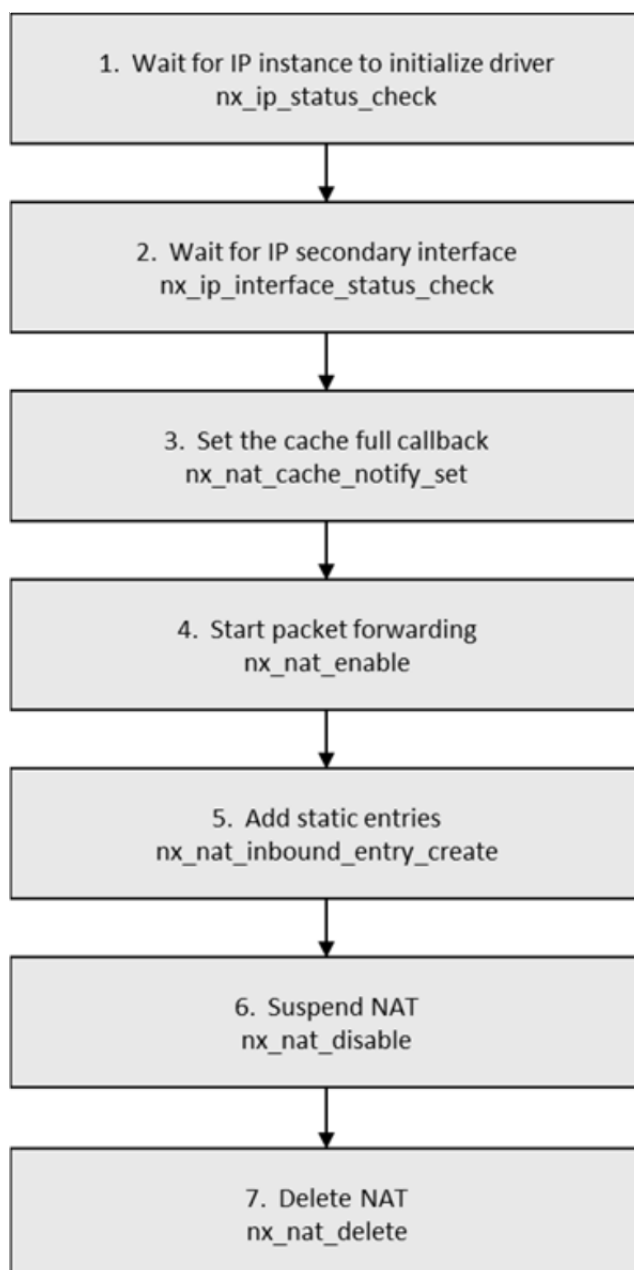 1. Wait for IP instance to initialize driver
nx_ip_status_check
2. Wait for IP secondary interface
nx_ip_interface_status_check
3. Set the cache full callback
nx_nat_cache_notify_set
4. Start packet forwarding
nx_nat_enable
5. Add static entries
nx_nat_inbound_entry_create
6. Suspend NAT
nx_nat_disable
7. Delete NAT
nx_nat_delete